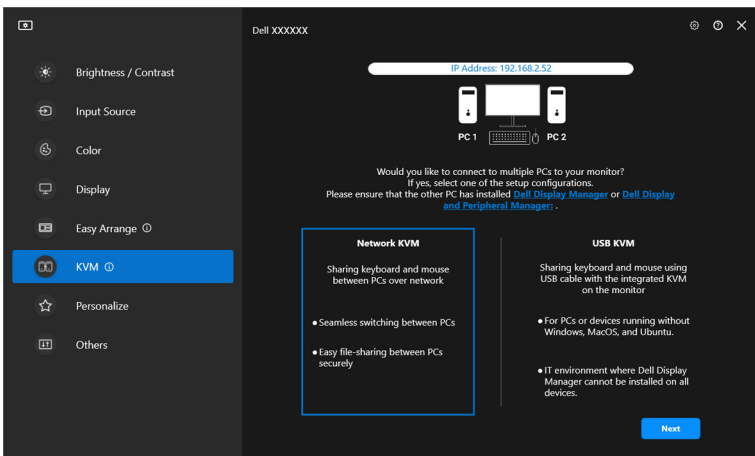 Dell XXXXXX
Brightness / Contrast
Input Source
Color
Display
Easy Arrange
KVM
Personalize
Others
IP Address: 192.168.2.52
PC 1
PC 2
Would you like to connect to multiple PCs to your monitor?
If yes, select one of the setup configurations.
Please ensure that the other PC has installed Dell Display Manager or Dell Display
and Peripheral Manager: .
Network KVM
Sharing keyboard and mouse
between PCs over network
● Seamless switching between PCs
● Easy file-sharing between PCs
securely
USB KVM
Sharing keyboard and mouse using
USB cable with the integrated KVM
on the monitor
● For PCs or devices running without
Windows, MacOS, and Ubuntu.
● IT environment where Dell Display
Manager cannot be installed on all
devices.
Next